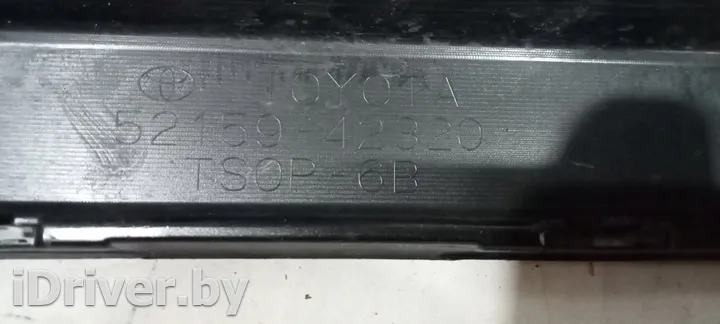 TOYOTA
52159-42320
TSOP-6B
iDriver.by